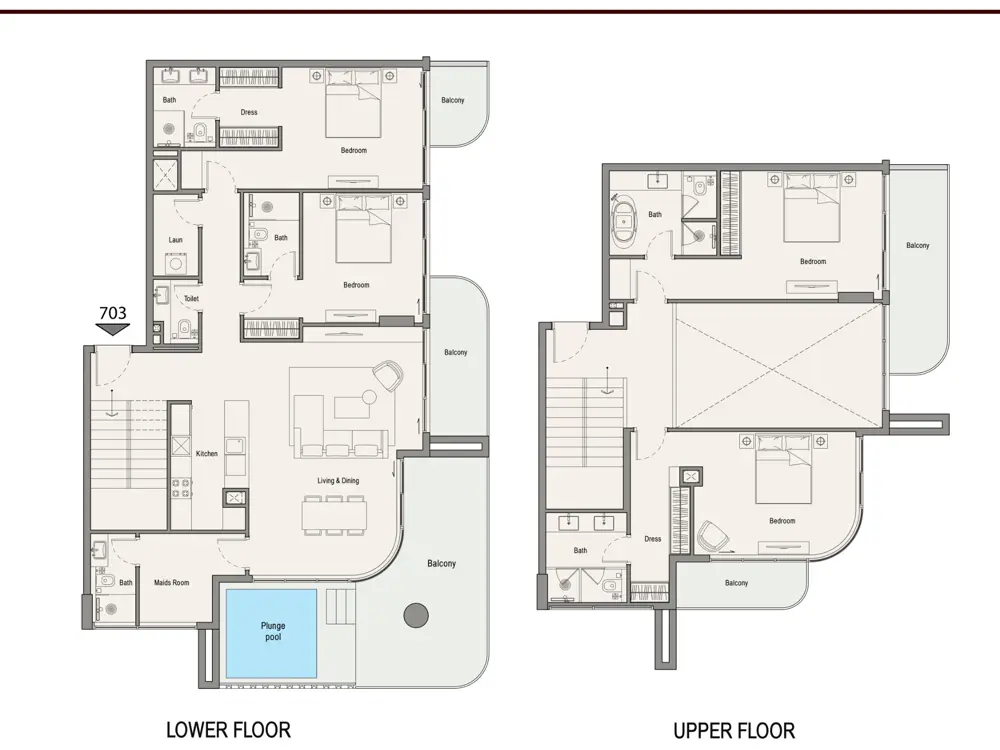 Bath
Dress
Bedroom
Balcony
Laun
Bath
Bedroom
Toilet
703
Balcony
Kitchen
Living & Dining
Balcony
Bath
Maids Room
Plunge
pool
LOWER FLOOR
Bath
Bedroom
Balcony
Bedroom
Bath
Dress
Balcony
UPPER FLOOR